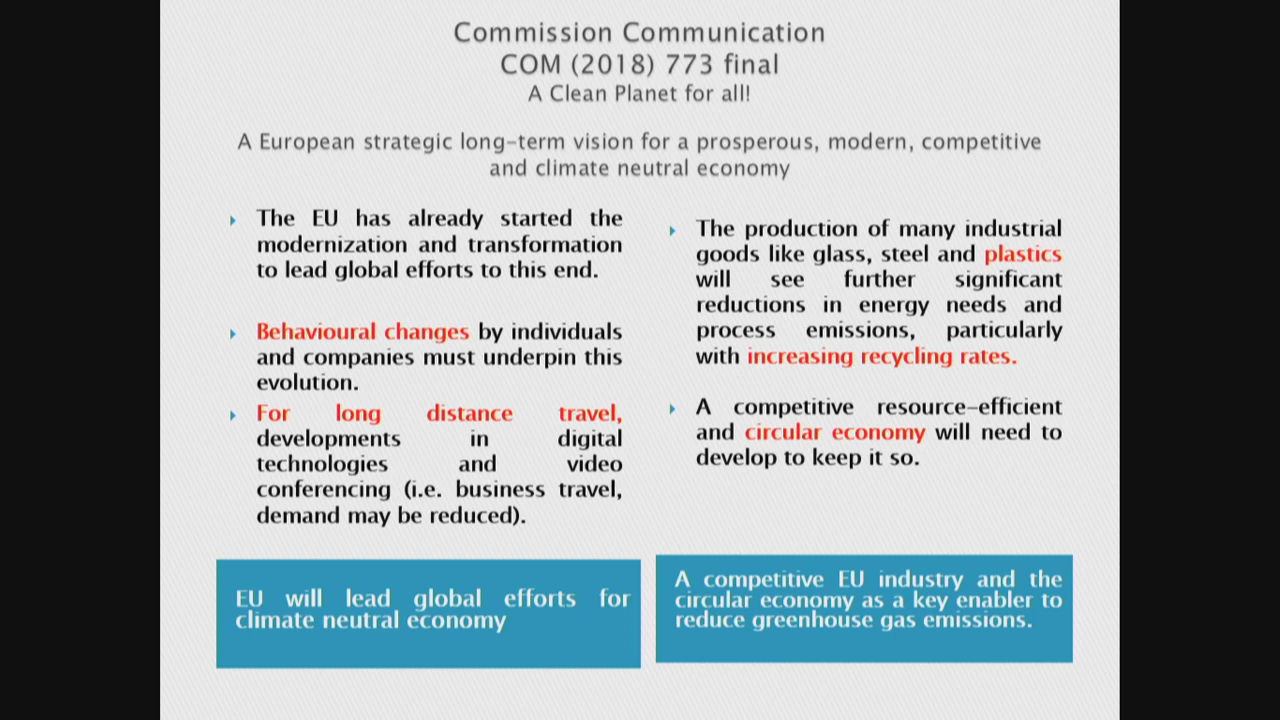 Commission Communication
COM (2018) 773 final
A Clean Planet for all!
A European strategic long-term vision for a prosperous, modern, competitive
and climate neutral economy
The EU has already started the
modernization and transformation
to lead global efforts to this end.
Behavioural changes by individuals
and companies must underpin this
evolution.
For long distance travel,
developments in digital
technologies and video
conferencing (i.e. business travel,
demand may be reduced).
EU will lead global efforts for
climate neutral economy
The production of many industrial
goods like glass, steel and plastics
will see further significant
reductions in energy needs and
process emissions, particularly
with increasing recycling rates.
A competitive resource-efficient
and circular economy will need to
develop to keep it so.
A competitive EU industry and the
circular economy as a key enabler to
reduce greenhouse gas emissions.